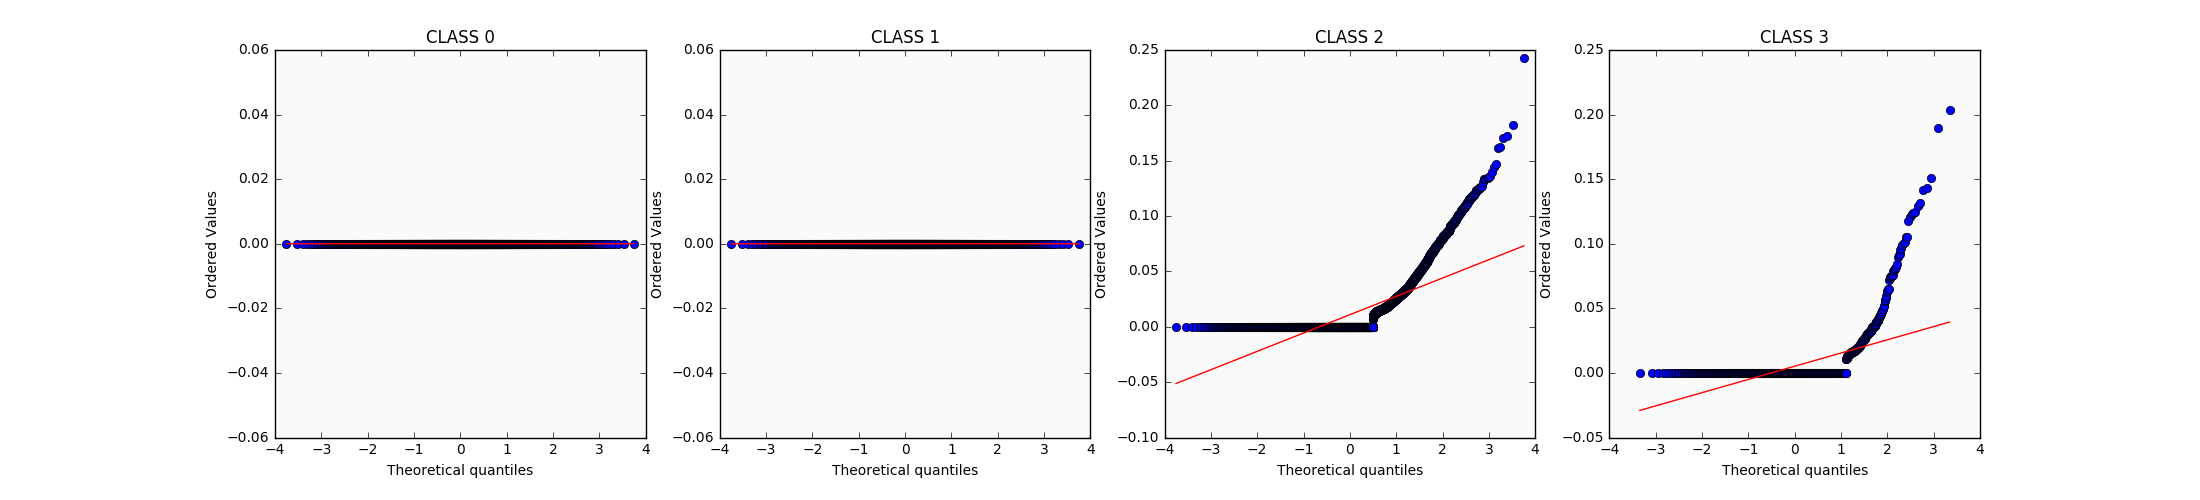 CLASS 0
0.06
0.04
0.02
0.00
−0.02
−0.04
−0.06
Ordered Values
−4 −3 −2 −1 0 1 2 3 4
Theoretical quantiles
CLASS 1
0.06
0.04
0.02
0.00
−0.02
−0.04
−0.06
Ordered Values
−4 −3 −2 −1 0 1 2 3 4
Theoretical quantiles
CLASS 2
0.25
0.20
0.15
0.10
0.05
0.00
−0.05
−0.10
Ordered Values
−4 −3 −2 −1 0 1 2 3 4
Theoretical quantiles
CLASS 3
0.25
0.20
0.15
0.10
0.05
0.00
−0.05
Ordered Values
−4 −3 −2 −1 0 1 2 3 4
Theoretical quantiles